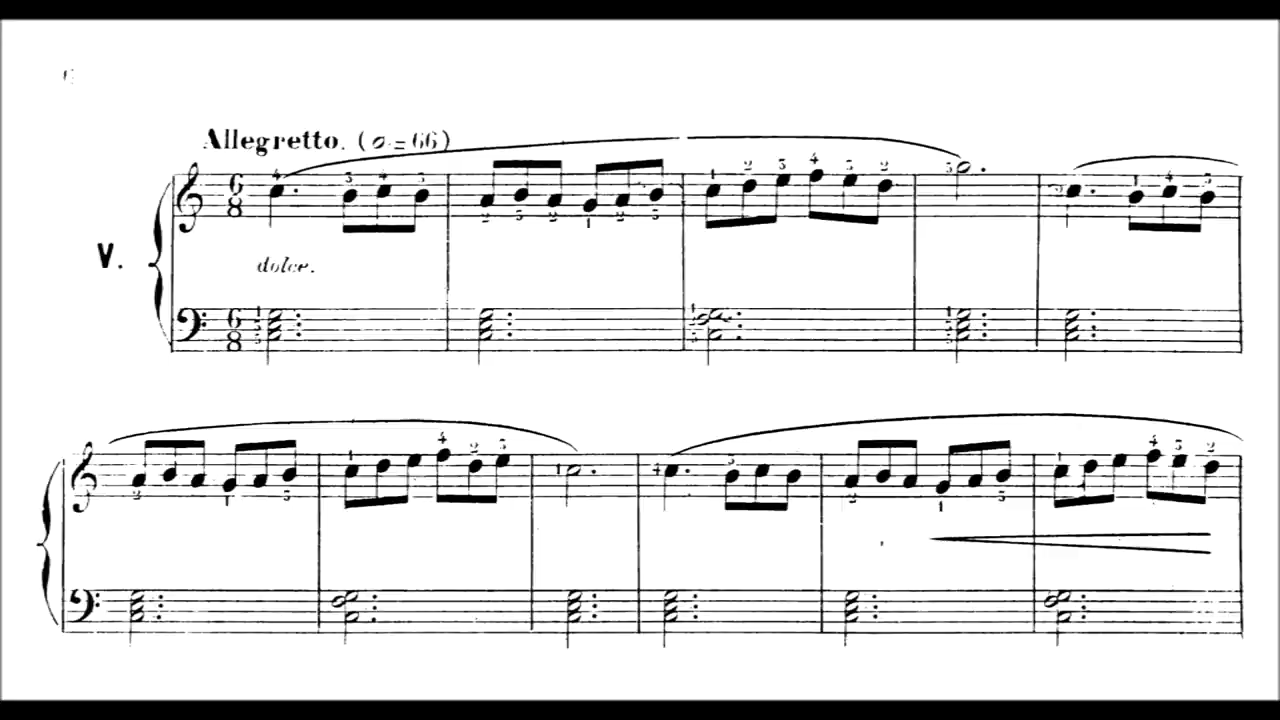 Allegretto. (𝅗𝅥. = 66)
V.
dolce.